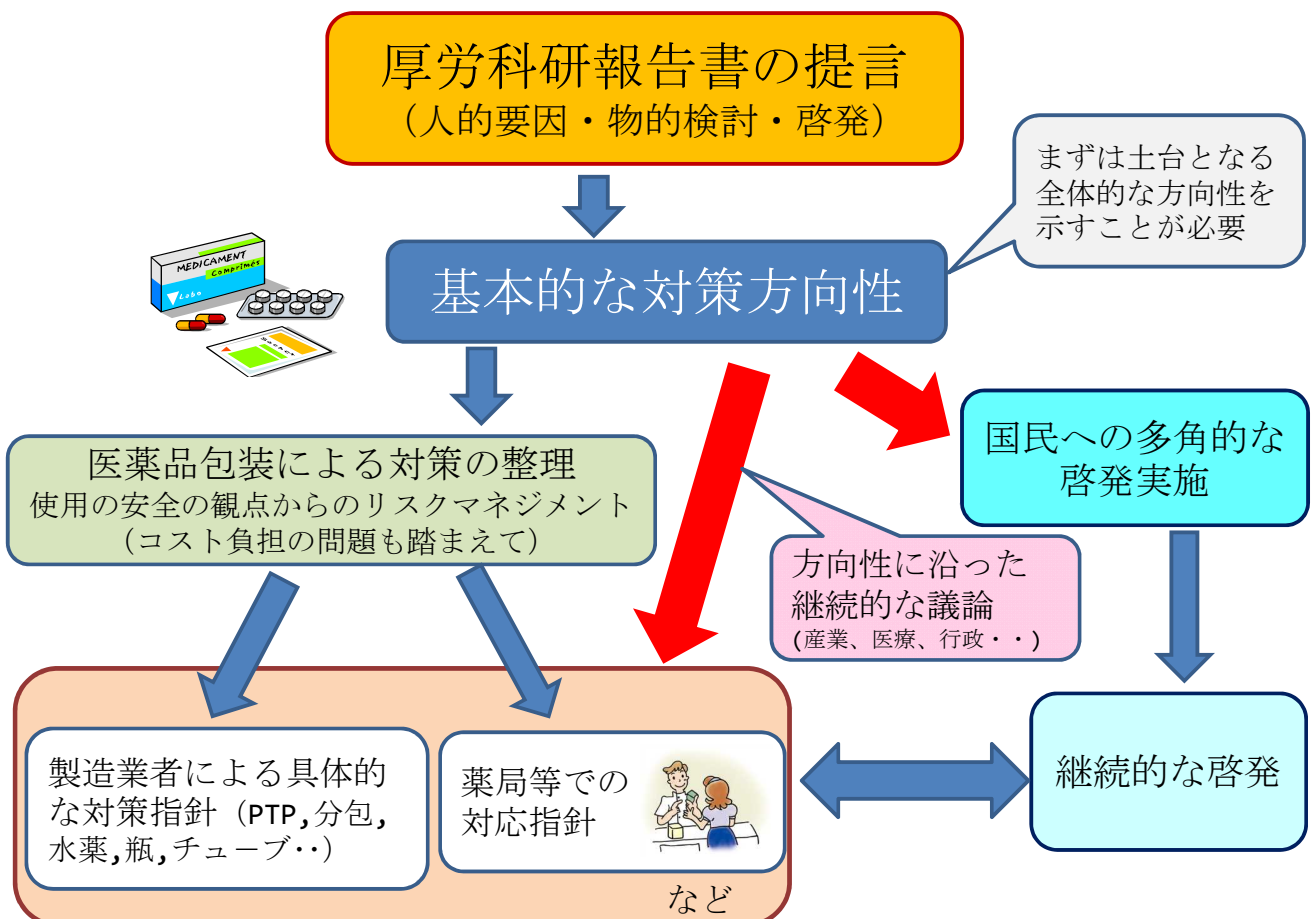 厚労科研報告書の提言
（人的要因・物的検討・啓発）
まずは土台となる
全体的な方向性を
示すことが必要
MEDICAMENT
Comprimés
Labo
Sachet
基本的な対策方向性
医薬品包装による対策の整理
使用の安全の観点からのリスクマネジメント
（コスト負担の問題も踏まえて）
国民への多角的な
啓発実施
方向性に沿った
継続的な議論
(産業、医療、行政・・)
製造業者による具体的
な対策指針（PTP,分包,
水薬,瓶,チューブ‥）
薬局等での
対応指針
など
継続的な啓発